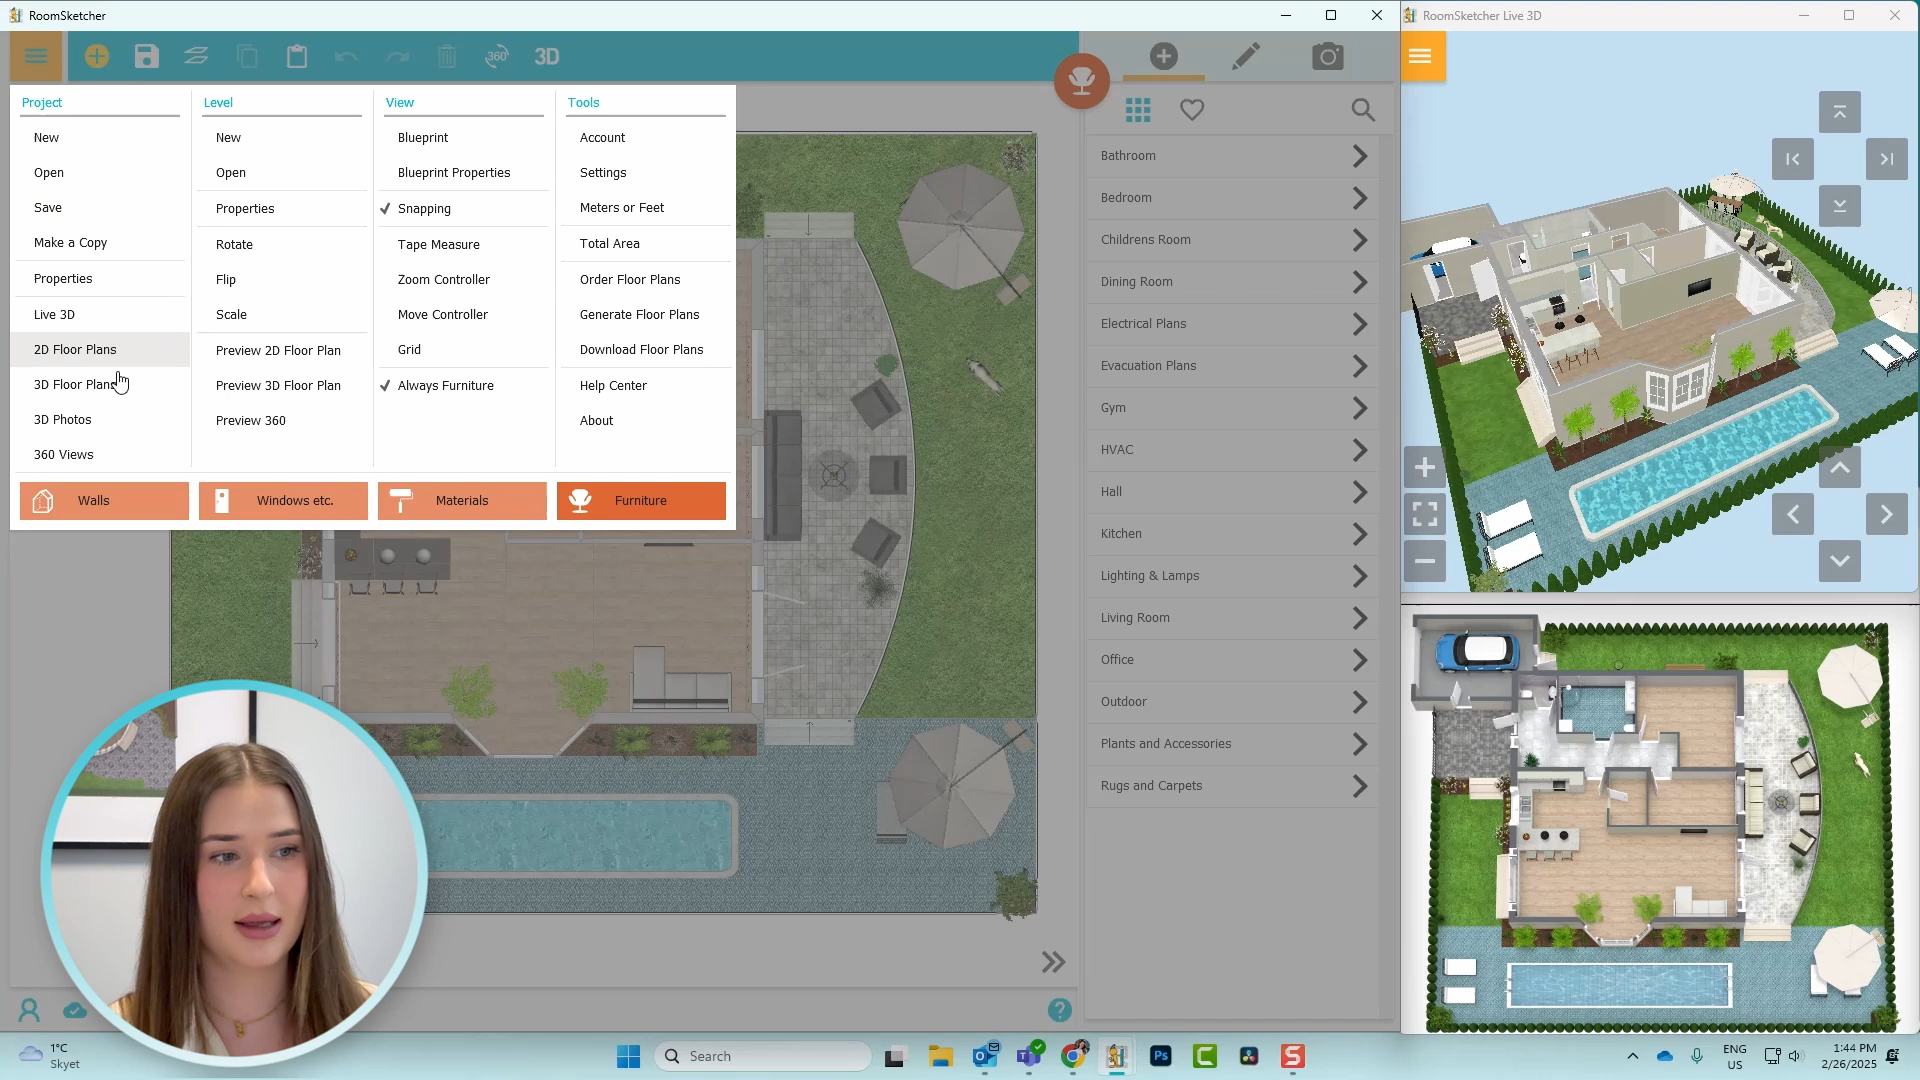 RoomSketcher
RoomSketcher Live 3D
360
3D
Project
New
Open
Save
Make a Copy
Properties
Live 3D
2D Floor Plans
3D Floor Plans
3D Photos
360 Views
Level
New
Open
Properties
Rotate
Flip
Scale
Preview 2D Floor Plan
Preview 3D Floor Plan
Preview 360
View
Blueprint
Blueprint Properties
Snapping
Tape Measure
Zoom Controller
Move Controller
Grid
Always Furniture
Tools
Account
Settings
Meters or Feet
Total Area
Order Floor Plans
Generate Floor Plans
Download Floor Plans
Help Center
About
Walls
Windows etc.
Materials
Furniture
Bathroom
Bedroom
Childrens Room
Dining Room
Electrical Plans
Evacuation Plans
Gym
HVAC
Hall
Kitchen
Lighting & Lamps
Living Room
Office
Outdoor
Plants and Accessories
Rugs and Carpets
?
1°C
Skyet
Search
Ps
C
S
ENG
US
1:44 PM
2/26/2025